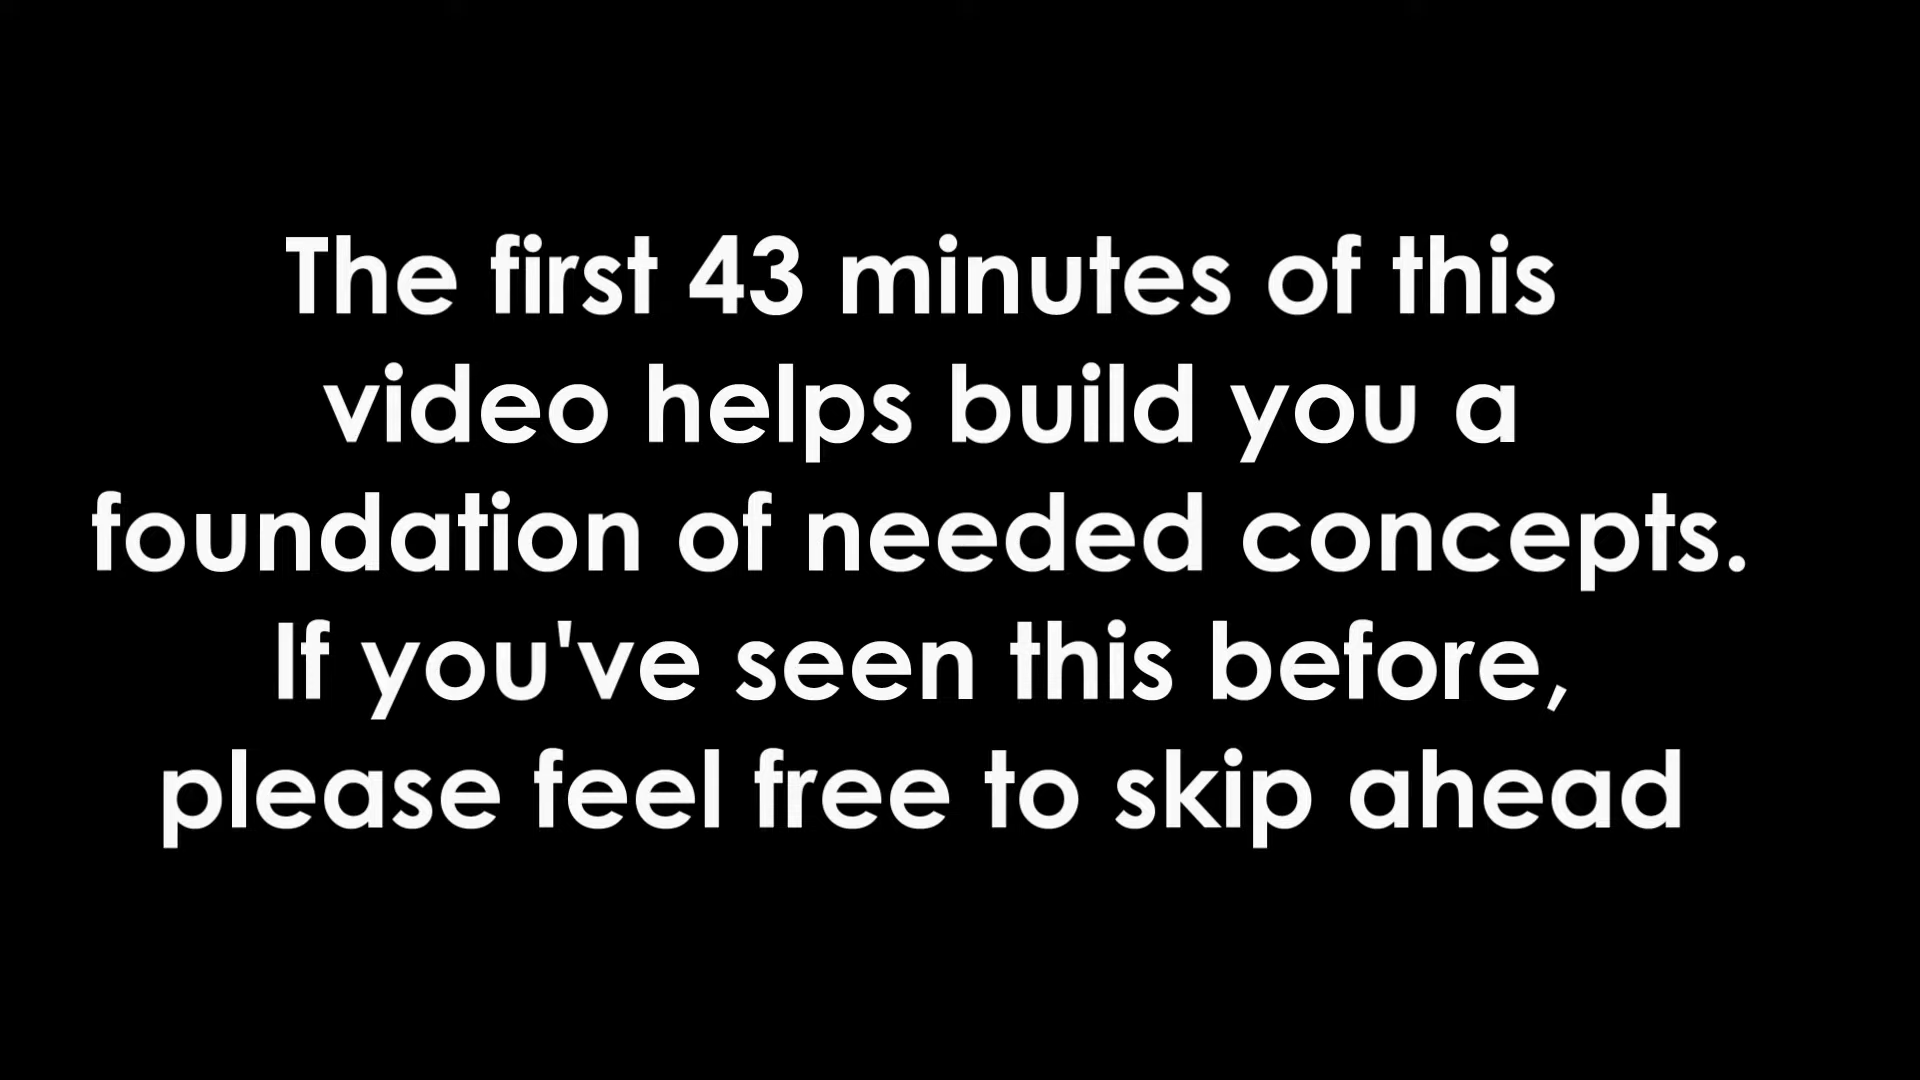 The first 43 minutes of this
video helps build you a
foundation of needed concepts.
If you've seen this before,
please feel free to skip ahead